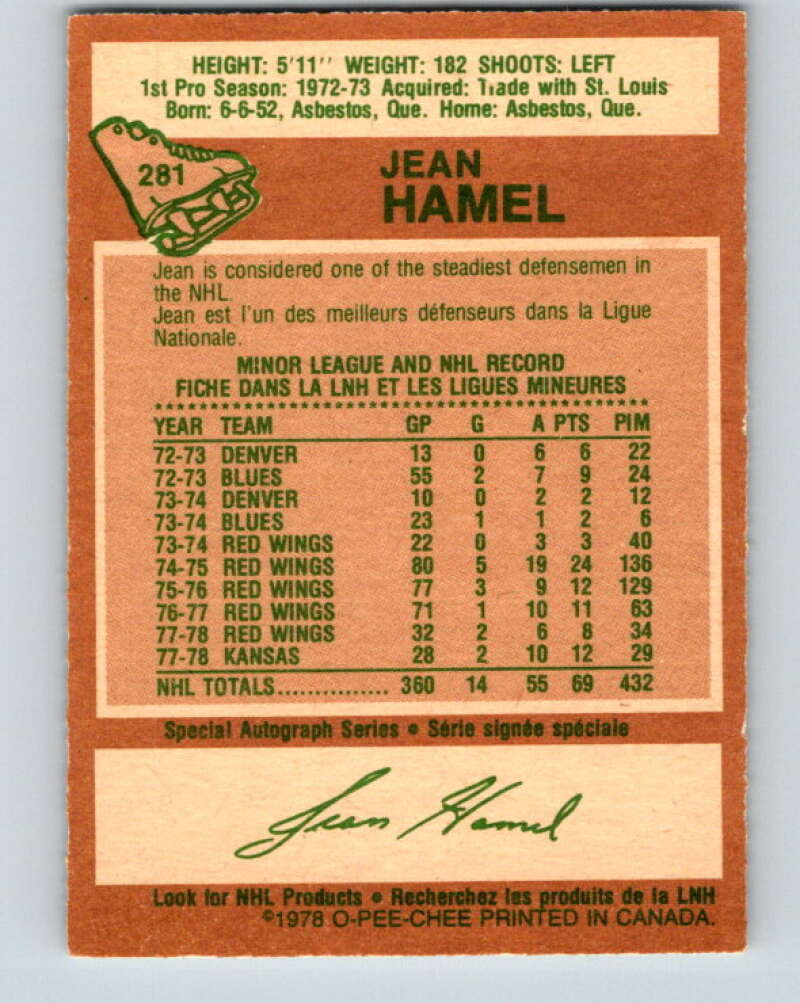 HEIGHT: 5'11'' WEIGHT: 182 SHOOTS: LEFT
1st Pro Season: 1972-73 Acquired: Trade with St. Louis
Born: 6-6-52, Asbestos, Que. Home: Asbestos, Que.
281
JEAN
HAMEL
Jean is considered one of the steadiest defensemen in
the NHL.
Jean est l'un des meilleurs défenseurs dans la Ligue
Nationale.
MINOR LEAGUE AND NHL RECORD
FICHE DANS LA LNH ET LES LIGUES MINEURES
YEAR TEAM GP G A PTS PIM
72-73 DENVER 13 0 6 6 22
72-73 BLUES 55 2 7 9 24
73-74 DENVER 10 0 2 2 12
73-74 BLUES 23 1 1 2 6
73-74 RED WINGS 22 0 3 3 40
74-75 RED WINGS 80 5 19 24 136
75-76 RED WINGS 77 3 9 12 129
76-77 RED WINGS 71 1 10 11 63
77-78 RED WINGS 32 2 6 8 34
77-78 KANSAS 28 2 10 12 29
NHL TOTALS................ 360 14 55 69 432
Special Autograph Series • Série signée spéciale
Jean Hamel
Look for NHL Products • Recherchez les produits de la LNH
©1978 O-PEE-CHEE PRINTED IN CANADA.